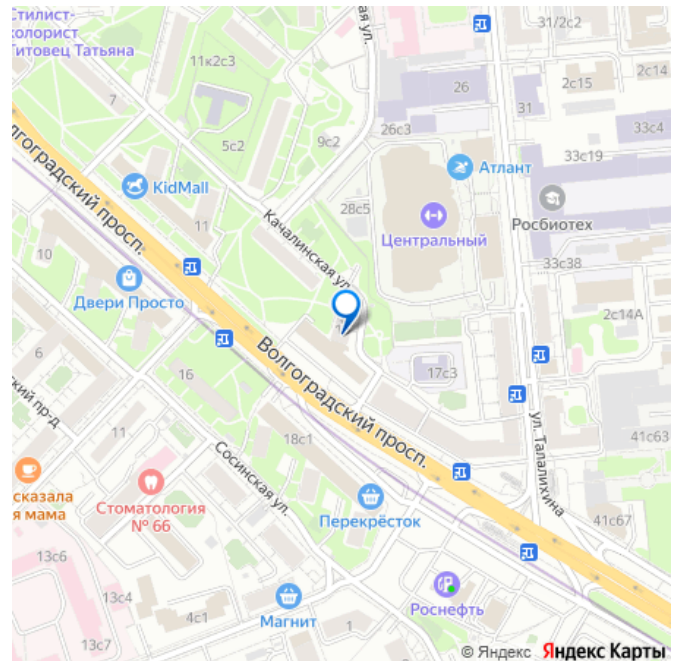 Стилист-
колорист
Титовец Татьяна
11к2с3
ая ул.
31/2с2
2с14
2с15
26
31
7
5с2
9с2
26с3
33с4
33с19
Атлант
KidMall
11
28с5
Росбиотех
Центральный
Волгоградский просп.
Качалинская ул.
33с38
10
Двери Просто
2с14А
6
16
Волгоградский просп.
17с3
ский пр-д
11
18с1
ул. Талалихина
41с63
Сосинская ул.
сказала
я мама
Стоматология
№ 66
Перекрёсток
41с67
13с6
13с4
4с1
Роснефть
Магнит
1
13с7
© Яндекс Яндекс Карты